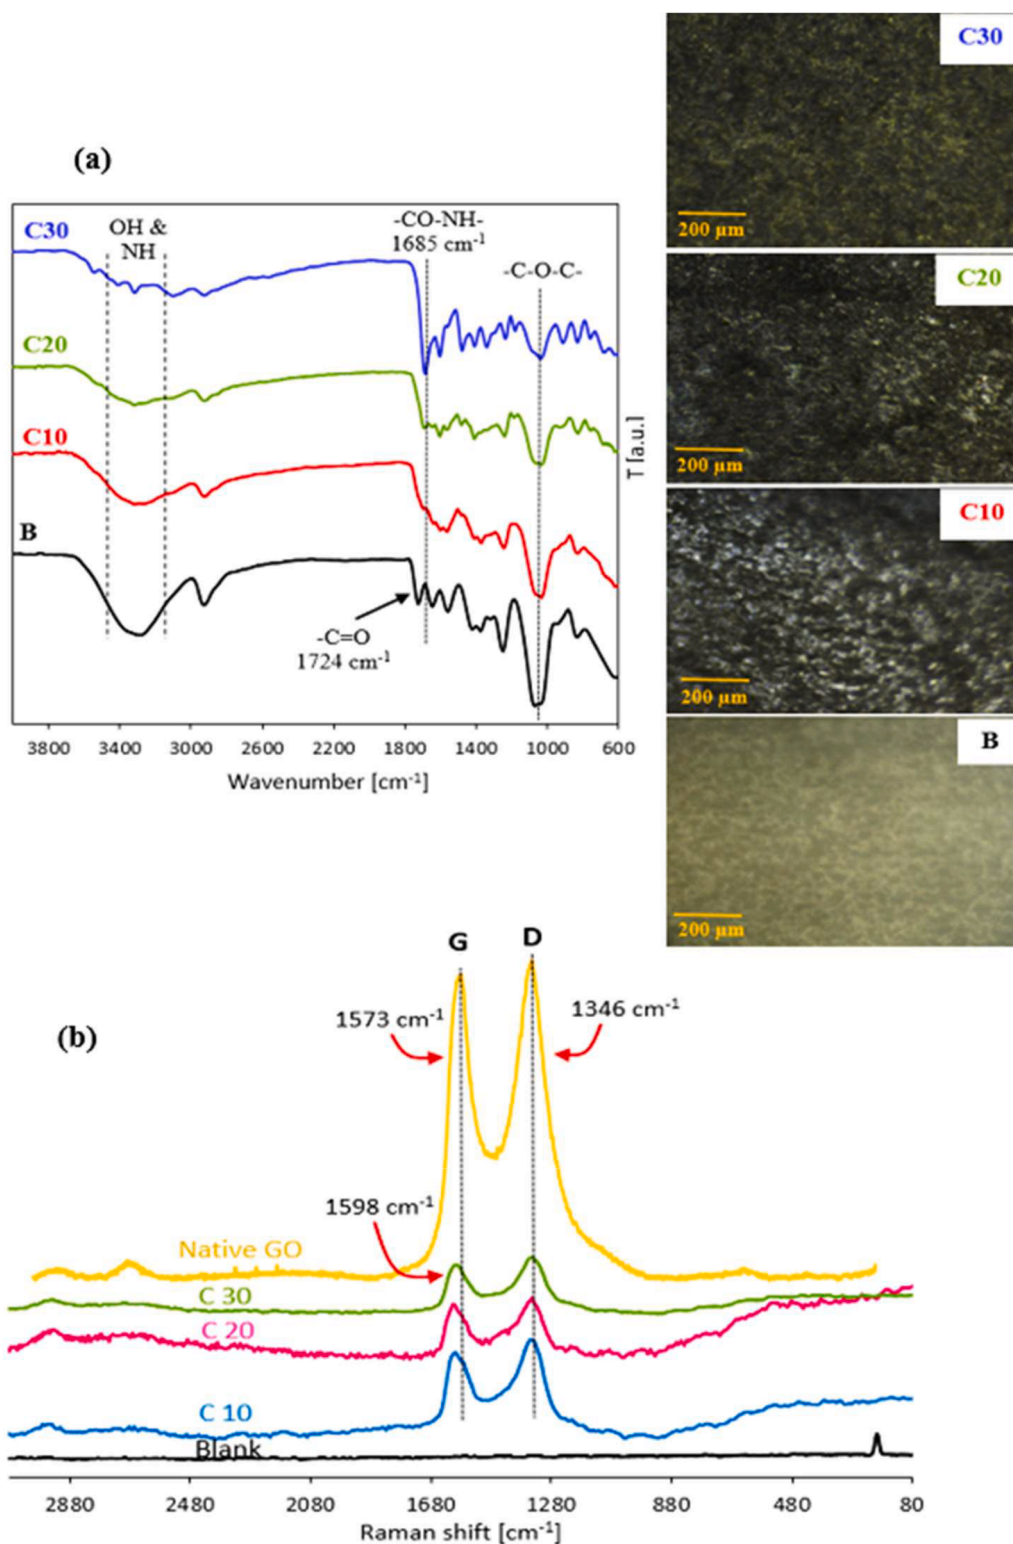 (a)
C30
OH &
NH
-CO-NH-
1685 cm⁻¹
-C-O-C-
C20
C10
B
-C=O
1724 cm⁻¹
T [a.u.]
3800 3400 3000 2600 2200 1800 1400 1000 600
Wavenumber [cm⁻¹]
C30
200 µm
C20
200 µm
C10
200 µm
B
200 µm
(b)
G D
1573 cm⁻¹
1346 cm⁻¹
1598 cm⁻¹
Native GO
C 30
C 20
C 10
Blank
2880 2480 2080 1680 1280 880 480 80
Raman shift [cm⁻¹]